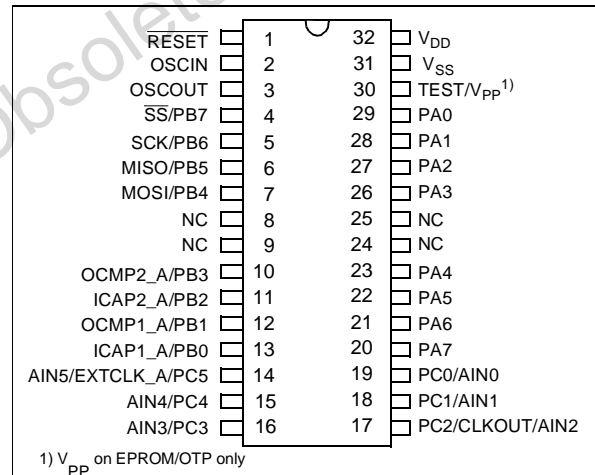 Obsolete
RESET 1 32 VDD
OSCIN 2 31 VSS
OSCOUT 3 30 TEST/VPP1)
SS/PB7 4 29 PA0
SCK/PB6 5 28 PA1
MISO/PB5 6 27 PA2
MOSI/PB4 7 26 PA3
NC 8 25 NC
NC 9 24 NC
OCMP2_A/PB3 10 23 PA4
ICAP2_A/PB2 11 22 PA5
OCMP1_A/PB1 12 21 PA6
ICAP1_A/PB0 13 20 PA7
AIN5/EXTCLK_A/PC5 14 19 PC0/AIN0
AIN4/PC4 15 18 PC1/AIN1
AIN3/PC3 16 17 PC2/CLKOUT/AIN2
1) VPP on EPROM/OTP only